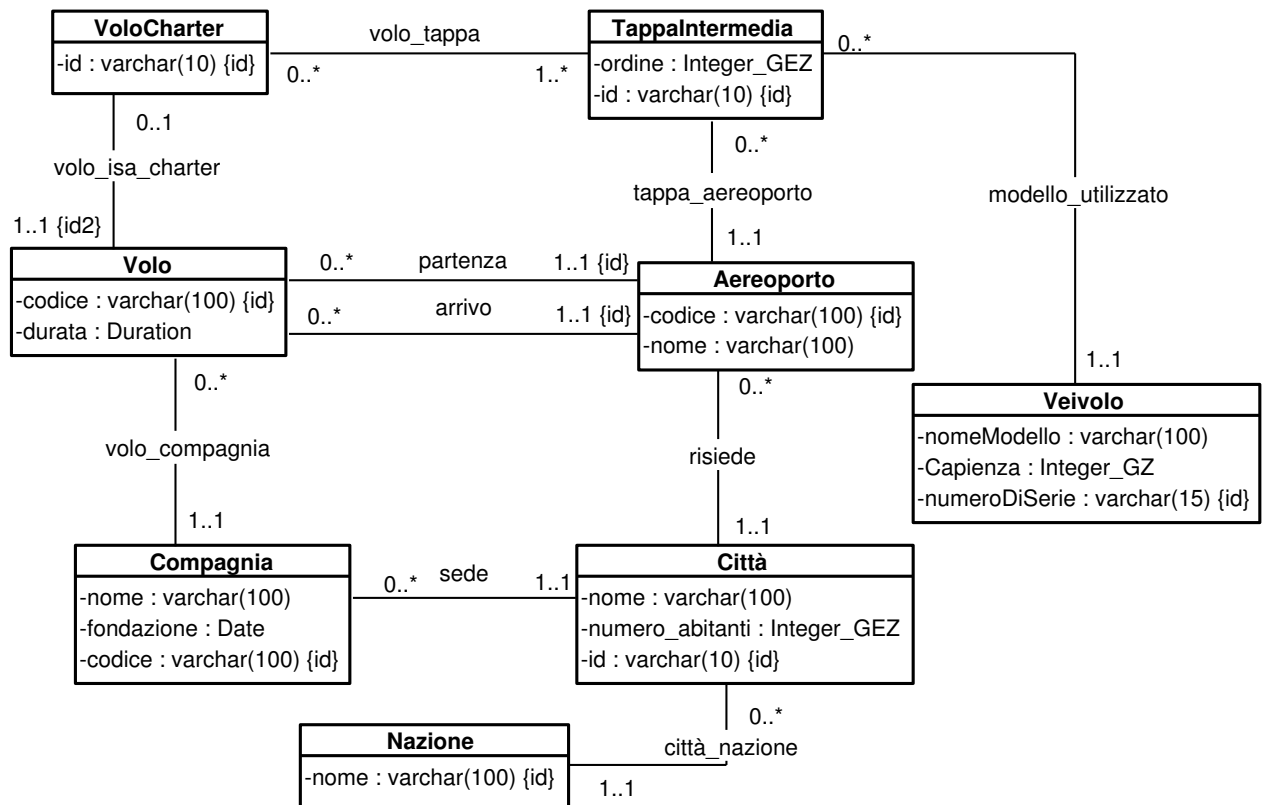 VoloCharter
-id : varchar(10) {id}
volo_tappa
0..*
1..*
TappaIntermedia
-ordine : Integer_GEZ
-id : varchar(10) {id}
0..*
0..1
volo_isa_charter
1..1 {id2}
0..*
tappa_aereoporto
1..1
modello_utilizzato
1..1
Volo
-codice : varchar(100) {id}
-durata : Duration
0..*
partenza
1..1 {id}
0..*
arrivo
1..1 {id}
Aereoporto
-codice : varchar(100) {id}
-nome : varchar(100)
Veivolo
-nomeModello : varchar(100)
-Capienza : Integer_GZ
-numeroDiSerie : varchar(15) {id}
0..*
volo_compagnia
1..1
0..*
risiede
1..1
Compagnia
-nome : varchar(100)
-fondazione : Date
-codice : varchar(100) {id}
0..*
sede
1..1
Città
-nome : varchar(100)
-numero_abitanti : Integer_GEZ
-id : varchar(10) {id}
0..*
città_nazione
1..1
Nazione
-nome : varchar(100) {id}